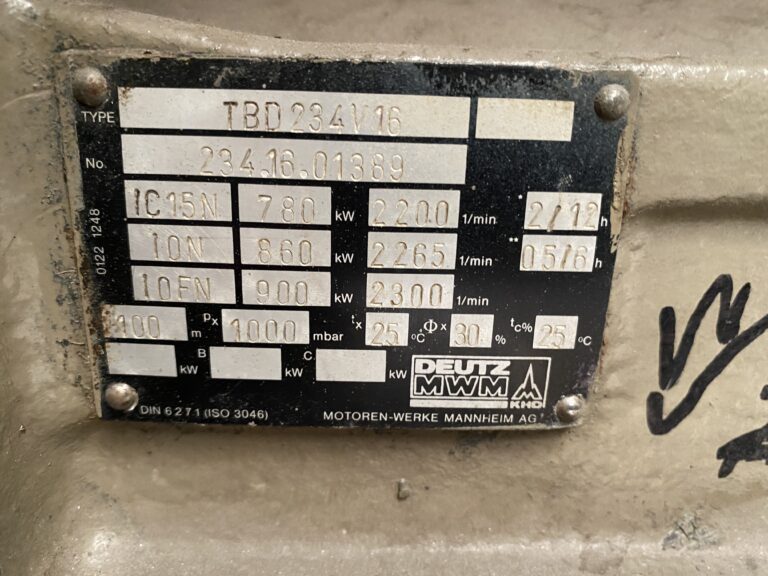 TYPE TBD234V16
No. 234.16.01389
IC15N 780 kW 2200 1/min * 2/12 h
10N 860 kW 2265 1/min ** 05/6 h
10FN 900 kW 2300 1/min
100 m px 1000 mbar tx 25 °C Φx 30 % tc% 25 °C
kW B kW C kW
DEUTZ
MWM
KHD
DIN 6271 (ISO 3046) MOTOREN-WERKE MANNHEIM AG
0122 1248